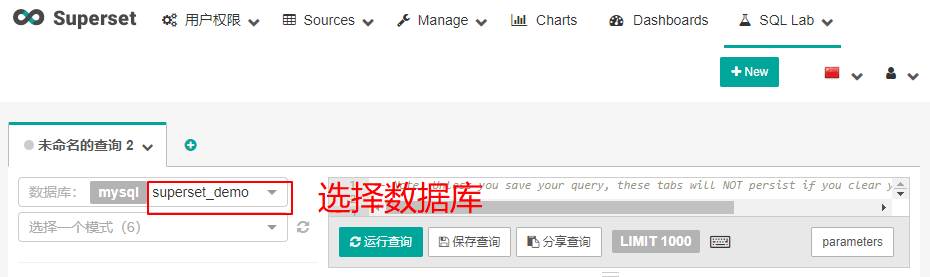 Superset 用户权限 Sources Manage Charts Dashboards SQL Lab
+ New
未命名的查询 2
数据库: mysql superset_demo
选择数据库
1 -- Note: Unless you save your query, these tabs will NOT persist if you clear y
选择一个模式 (6)
运行查询 保存查询 分享查询 LIMIT 1000 parameters